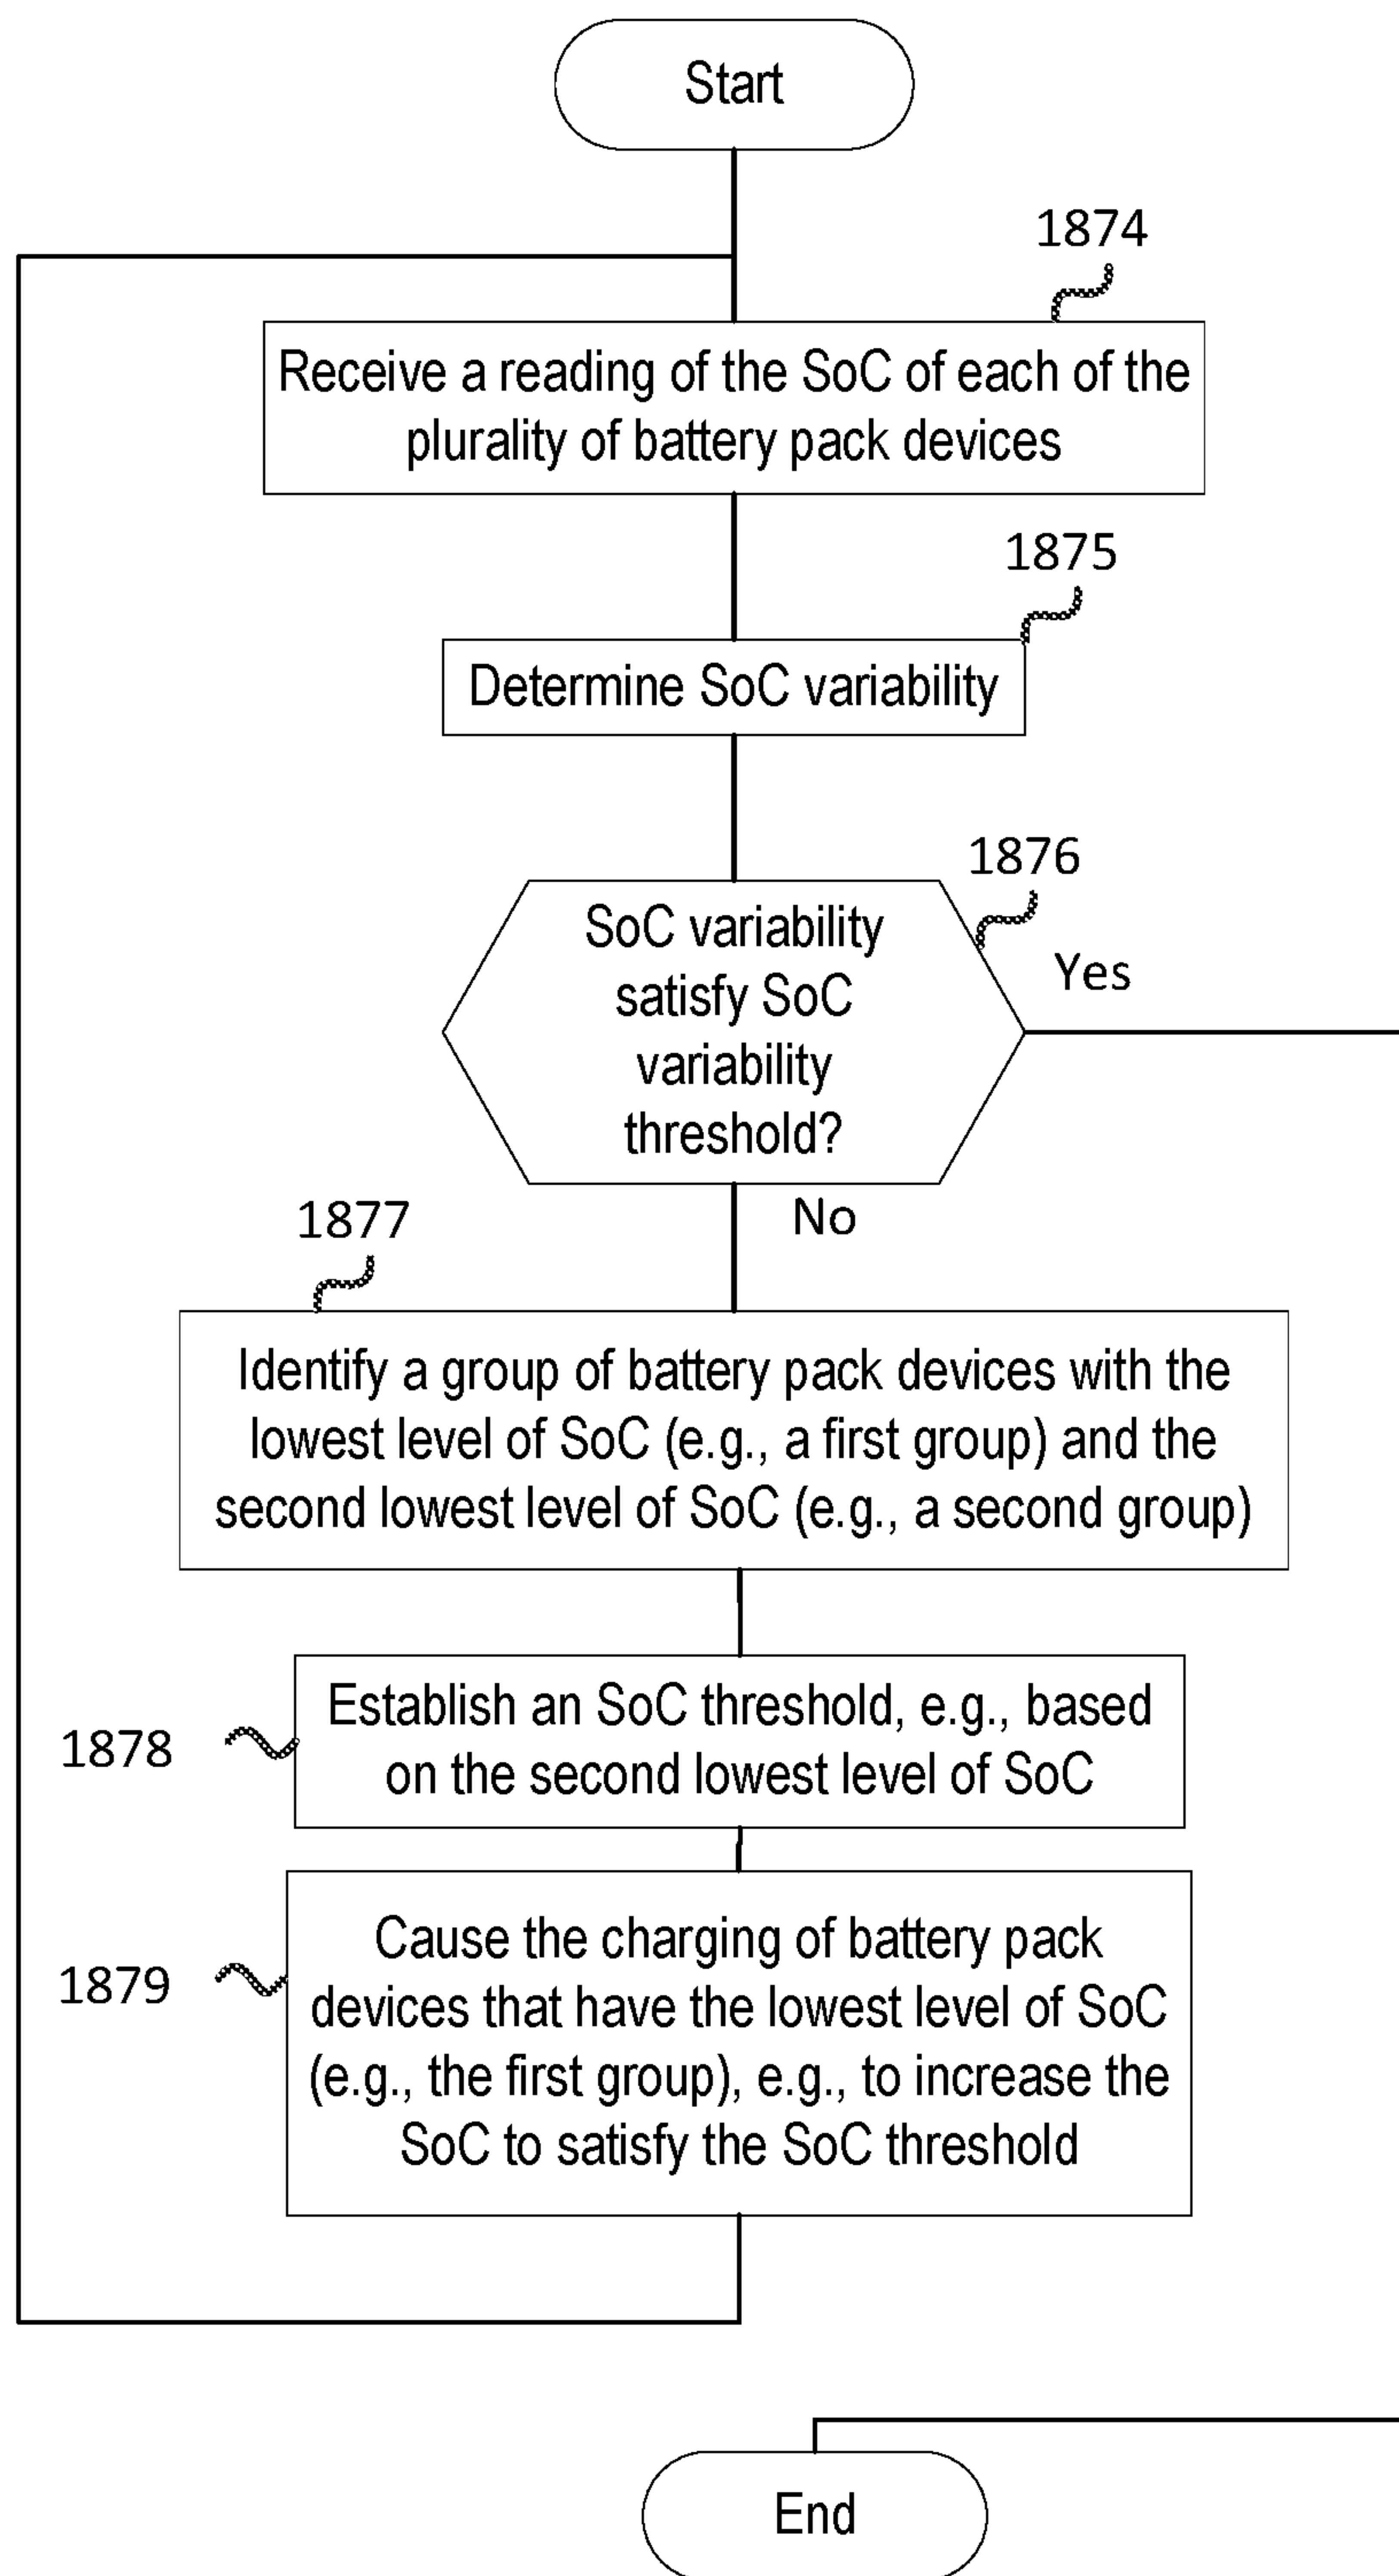 Start
1874
Receive a reading of the SoC of each of the
plurality of battery pack devices
1875
Determine SoC variability
1876
SoC variability
satisfy SoC
variability
threshold?
Yes
No
1877
Identify a group of battery pack devices with the
lowest level of SoC (e.g., a first group) and the
second lowest level of SoC (e.g., a second group)
1878
Establish an SoC threshold, e.g., based
on the second lowest level of SoC
1879
Cause the charging of battery pack
devices that have the lowest level of SoC
(e.g., the first group), e.g., to increase the
SoC to satisfy the SoC threshold
End